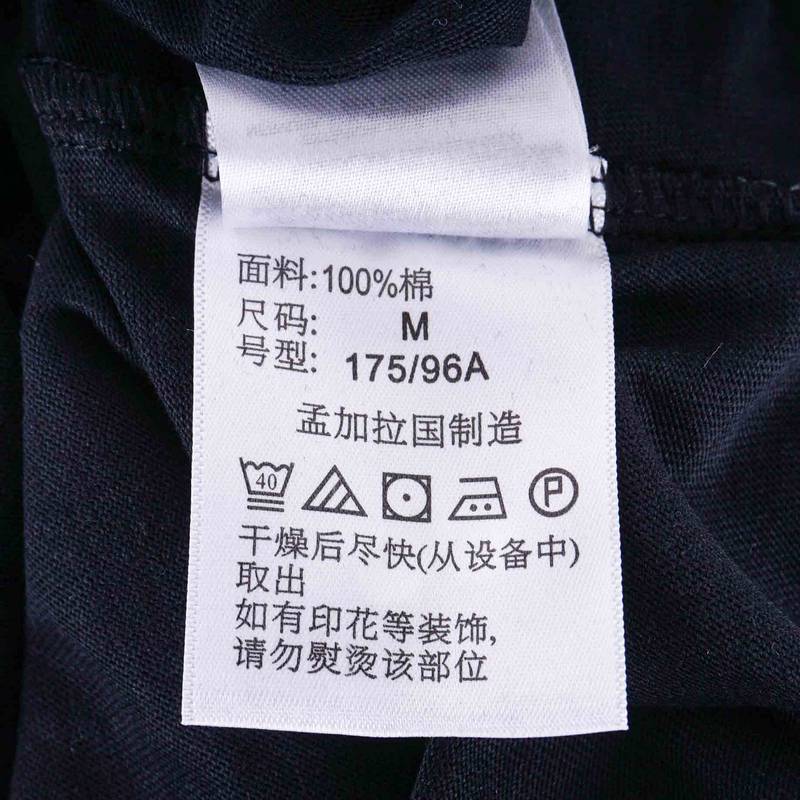 面料:100%棉
尺码: M
号型: 175/96A
孟加拉国制造
40 P
干燥后尽快(从设备中)
取出
如有印花等装饰,
请勿熨烫该部位